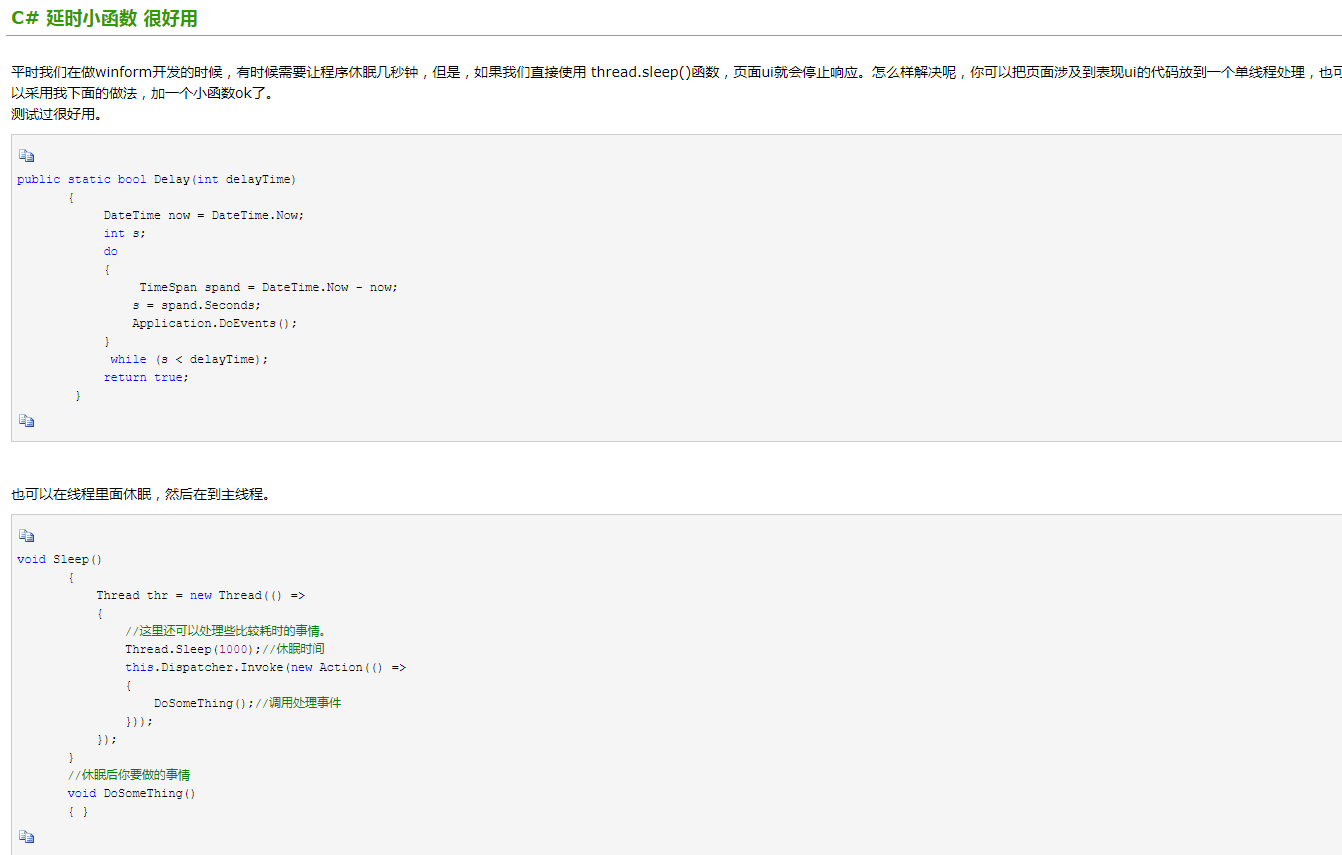 C# 延时小函数 很好用
平时我们在做winform开发的时候，有时候需要让程序休眠几秒钟，但是，如果我们直接使用 thread.sleep()函数，页面ui就会停止响应。怎么样解决呢，你可以把页面涉及到表现ui的代码放到一个单线程处理，也可
以采用我下面的做法，加一个小函数ok了。
测试过很好用。
public static bool Delay(int delayTime)
{
DateTime now = DateTime.Now;
int s;
do
{
TimeSpan spand = DateTime.Now - now;
s = spand.Seconds;
Application.DoEvents();
}
while (s < delayTime);
return true;
}
也可以在线程里面休眠，然后在到主线程。
void Sleep()
{
Thread thr = new Thread(() =>
{
//这里还可以处理些比较耗时的事情。
Thread.Sleep(1000);//休眠时间
this.Dispatcher.Invoke(new Action(() =>
{
DoSomeThing();//调用处理事件
}));
});
}
//休眠后你要做的事情
void DoSomeThing()
{ }